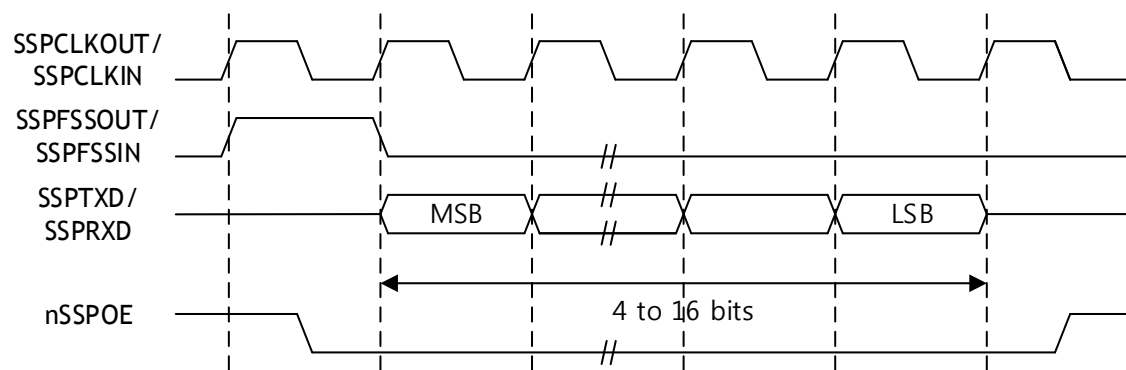 SSPCLKOUT/
SSPCLKIN
SSPFSSOUT/
SSPFSSIN
SSPTXD/
SSPRXD
MSB
LSB
4 to 16 bits
nSSPOE